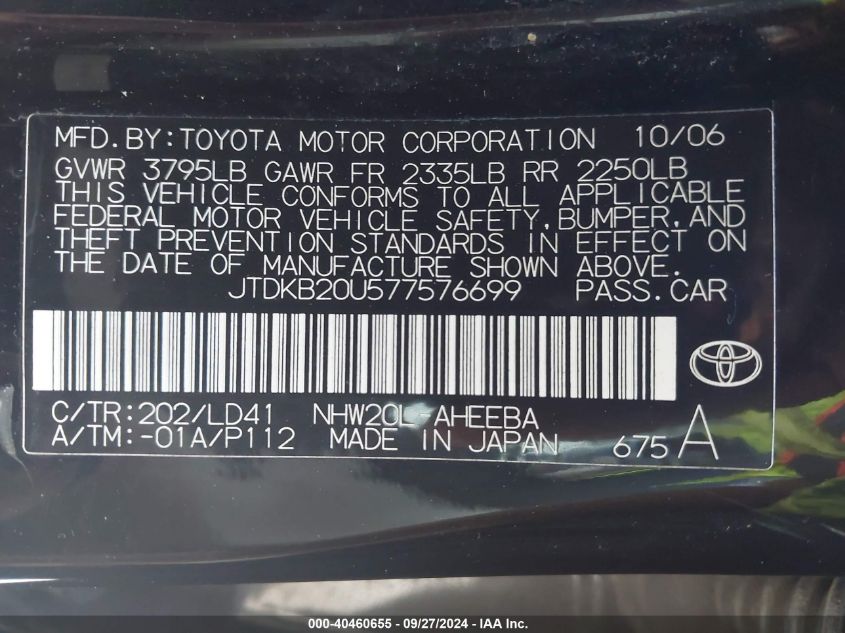 MFD. BY: TOYOTA MOTOR CORPORATION 10/06
GVWR 3795LB GAWR FR 2335LB RR 2250LB
THIS VEHICLE CONFORMS TO ALL APPLICABLE
FEDERAL MOTOR VEHICLE SAFETY, BUMPER, AND
THEFT PREVENTION STANDARDS IN EFFECT ON
THE DATE OF MANUFACTURE SHOWN ABOVE.
JTDKB20U577576699 PASS. CAR
C/TR: 202/LD41 NHW20L-AHEEBA
A/TM: -01A/P112 MADE IN JAPAN 675 A
000-40460655 / 09/27/2024 - IAA Inc.